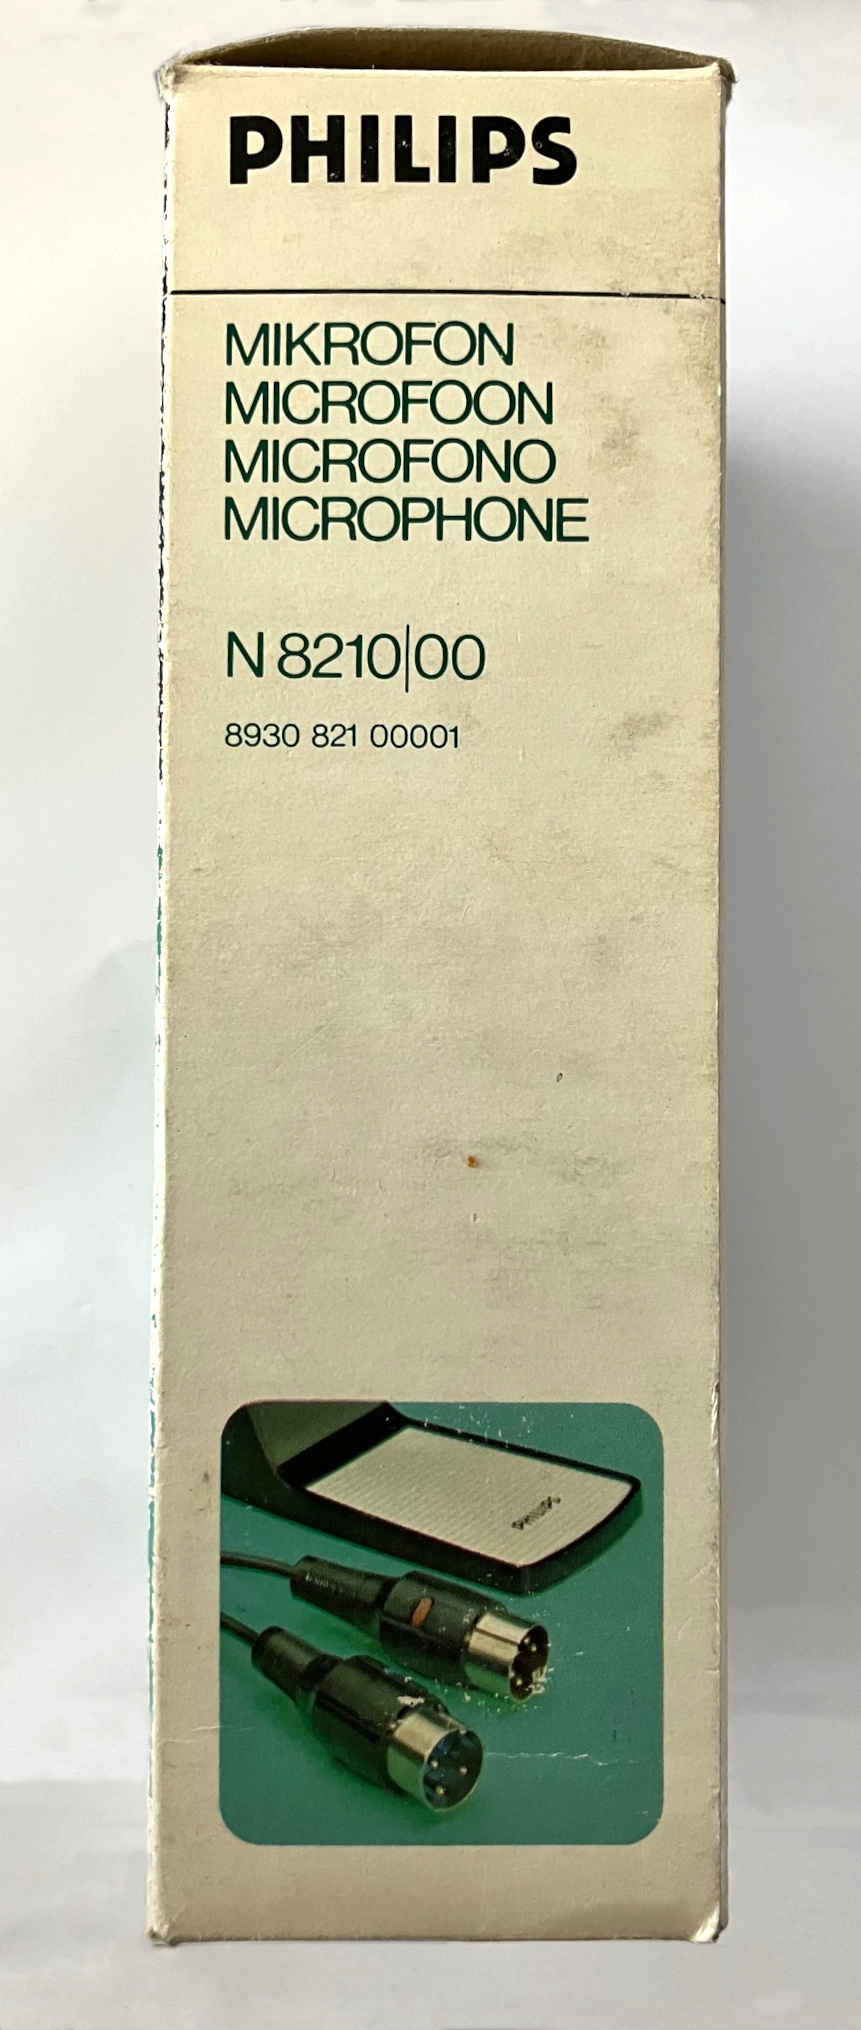 PHILIPS
MIKROFON
MICROFOON
MICROFONO
MICROPHONE
N 8210|00
8930 821 00001
PHILIPS